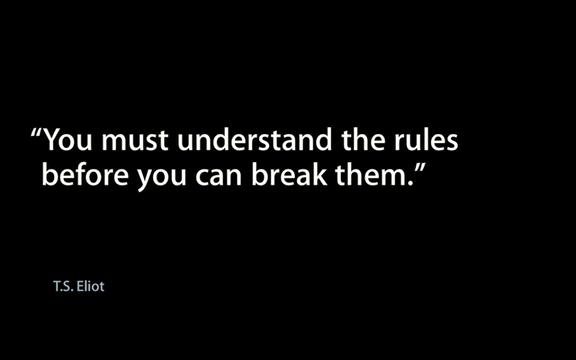 “You must understand the rules
before you can break them.”
T.S. Eliot